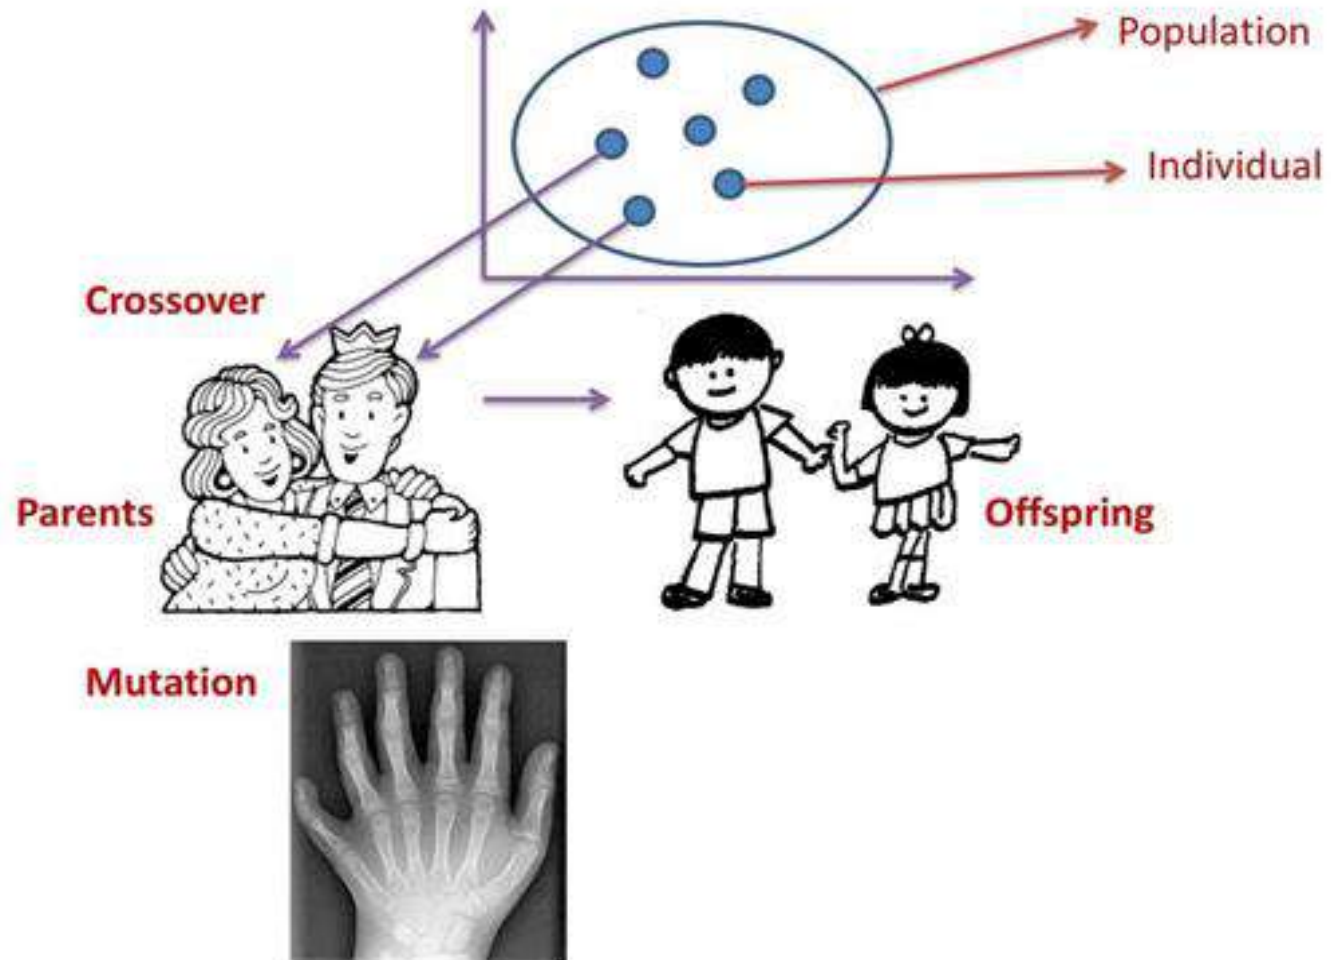 Population
Individual
Crossover
Parents
Offspring
Mutation